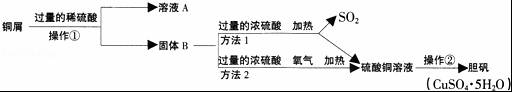 铜屑
过量的稀硫酸
操作①
溶液 A
固体 B
过量的浓硫酸 加热
方法 1
SO₂
过量的浓硫酸 氧气 加热
方法 2
硫酸铜溶液
操作②
胆矾
(CuSO₄·5H₂O)